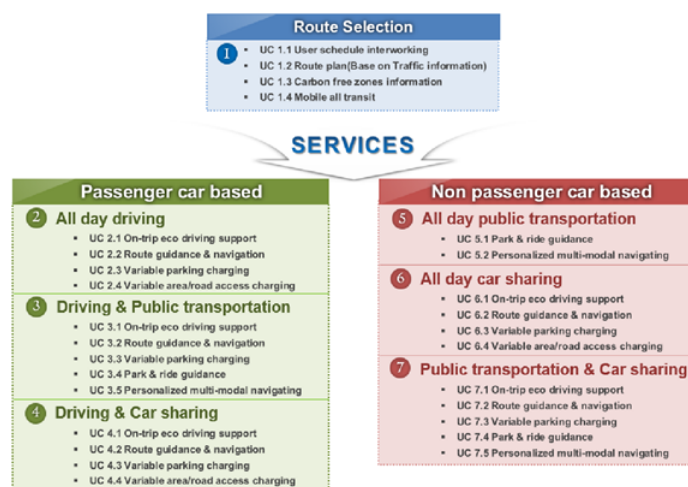 Route Selection
1
UC 1.1 User schedule interworking
UC 1.2 Route plan(Base on Traffic information)
UC 1.3 Carbon free zones information
UC 1.4 Mobile all transit
SERVICES
Passenger car based
2 All day driving
UC 2.1 On-trip eco driving support
UC 2.2 Route guidance & navigation
UC 2.3 Variable parking charging
UC 2.4 Variable area/road access charging
3 Driving & Public transportation
UC 3.1 On-trip eco driving support
UC 3.2 Route guidance & navigation
UC 3.3 Variable parking charging
UC 3.4 Park & ride guidance
UC 3.5 Personalized multi-modal navigating
4 Driving & Car sharing
UC 4.1 On-trip eco driving support
UC 4.2 Route guidance & navigation
UC 4.3 Variable parking charging
UC 4.4 Variable area/road access charging
Non passenger car based
5 All day public transportation
UC 5.1 Park & ride guidance
UC 5.2 Personalized multi-modal navigating
6 All day car sharing
UC 6.1 On-trip eco driving support
UC 6.2 Route guidance & navigation
UC 6.3 Variable parking charging
UC 6.4 Variable area/road access charging
7 Public transportation & Car sharing
UC 7.1 On-trip eco driving support
UC 7.2 Route guidance & navigation
UC 7.3 Variable parking charging
UC 7.4 Park & ride guidance
UC 7.5 Personalized multi-modal navigating